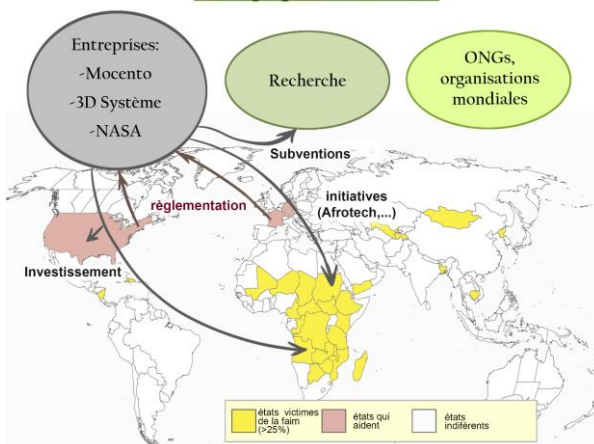 Entreprises:
-Mocento
-3D Système
-NASA
Recherche
ONGs,
organisations
mondiales
Subventions
règlementation
initiatives
(Afrotech,...)
Investissement
états victimes
de la faim
(>25%)
états qui
aident
états
indiférents